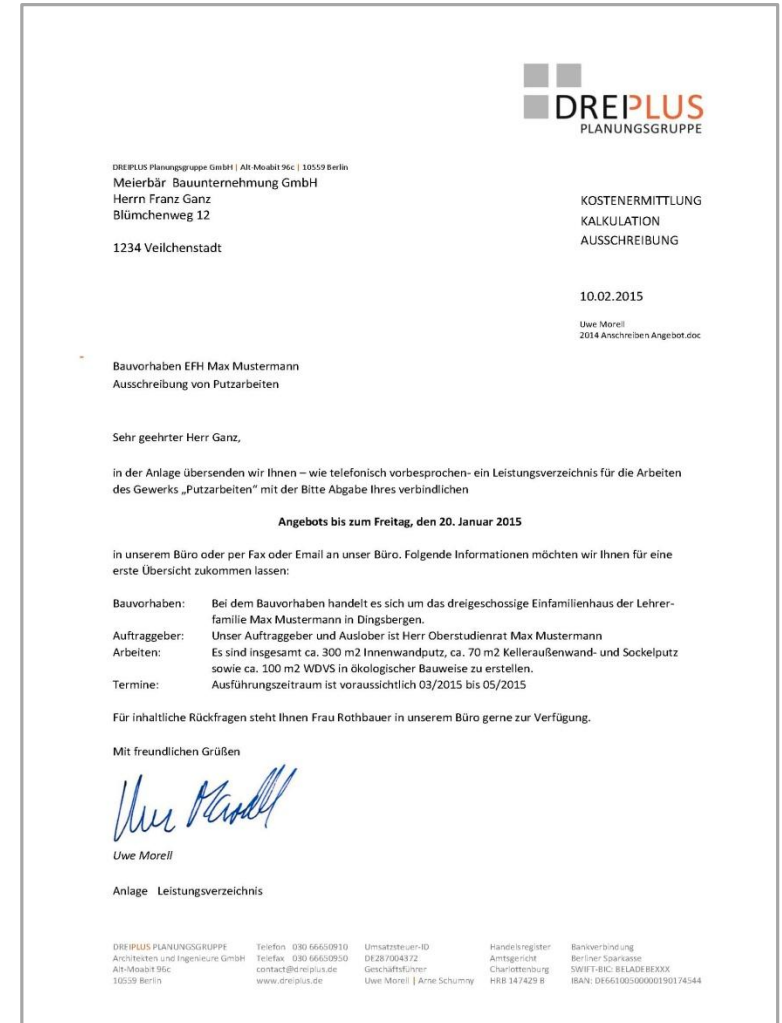 DREIPLUS
PLANUNGSGRUPPE
DREIPLUS Planungsgruppe GmbH | Alt-Moabit 96c | 10559 Berlin
Meierbär Bauunternehmung GmbH
Herrn Franz Ganz
Blümchenweg 12
1234 Veilchenstadt
KOSTENERMITTLUNG
KALKULATION
AUSSCHREIBUNG
10.02.2015
Uwe Morell
2014 Anschreiben Angebot.doc
Bauvorhaben EFH Max Mustermann
Ausschreibung von Putzarbeiten
Sehr geehrter Herr Ganz,
in der Anlage übersenden wir Ihnen – wie telefonisch vorbesprochen- ein Leistungsverzeichnis für die Arbeiten
des Gewerks „Putzarbeiten“ mit der Bitte Abgabe Ihres verbindlichen
Angebots bis zum Freitag, den 20. Januar 2015
in unserem Büro oder per Fax oder Email an unser Büro. Folgende Informationen möchten wir Ihnen für eine
erste Übersicht zukommen lassen:
Bauvorhaben: Bei dem Bauvorhaben handelt es sich um das dreigeschossige Einfamilienhaus der Lehrer-
familie Max Mustermann in Dingsbergen.
Auftraggeber: Unser Auftraggeber und Auslober ist Herr Oberstudienrat Max Mustermann
Arbeiten: Es sind insgesamt ca. 300 m2 Innenwandputz, ca. 70 m2 Kelleraußenwand- und Sockelputz
sowie ca. 100 m2 WDVS in ökologischer Bauweise zu erstellen.
Termine: Ausführungszeitraum ist voraussichtlich 03/2015 bis 05/2015
Für inhaltliche Rückfragen steht Ihnen Frau Rothbauer in unserem Büro gerne zur Verfügung.
Mit freundlichen Grüßen
Uwe Morell
Uwe Morell
Anlage Leistungsverzeichnis
DREIPLUS PLANUNGSGRUPPE
Architekten und Ingenieure GmbH
Alt-Moabit 96c
10559 Berlin
Telefon 030 66650910
Telefax 030 66650950
contact@dreiplus.de
www.dreiplus.de
Umsatzsteuer-ID
DE287004372
Geschäftsführer
Uwe Morell | Arne Schumny
Handelsregister
Amtsgericht
Charlottenburg
HRB 147429 B
Bankverbindung
Berliner Sparkasse
SWIFT-BIC: BELADEBEXXX
IBAN: DE66100500000190174544